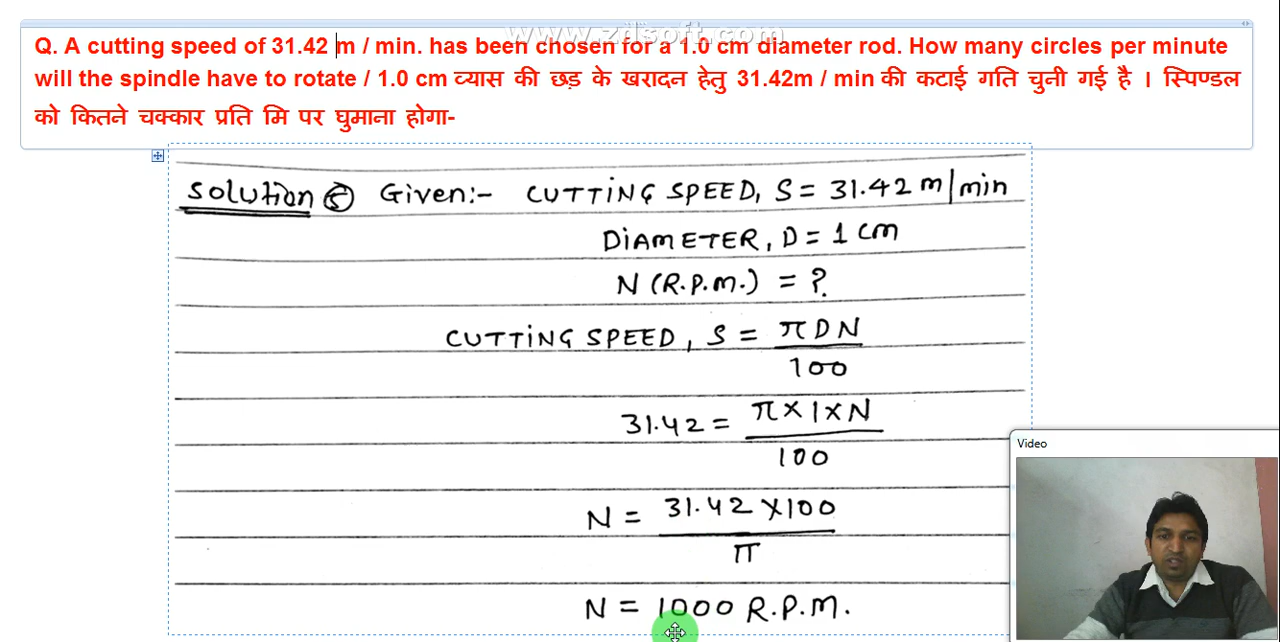 www.zdsoft.com
Q. A cutting speed of 31.42 m / min. has been chosen for a 1.0 cm diameter rod. How many circles per minute
will the spindle have to rotate / 1.0 cm व्यास की छड़ के खरादन हेतु 31.42m / min की कटाई गति चुनी गई है । स्पिण्डल
को कितने चक्कार प्रति मि पर घुमाना होगा-
Solution Given:- CUTTING SPEED, S = 31.42 m/min
DIAMETER, D = 1 cm
N (R.P.M.) = ?
CUTTING SPEED, S = πDN
100
31.42 = π×1×N
100
N = 31.42 ×100
π
N = 1000 R.P.M.
Video